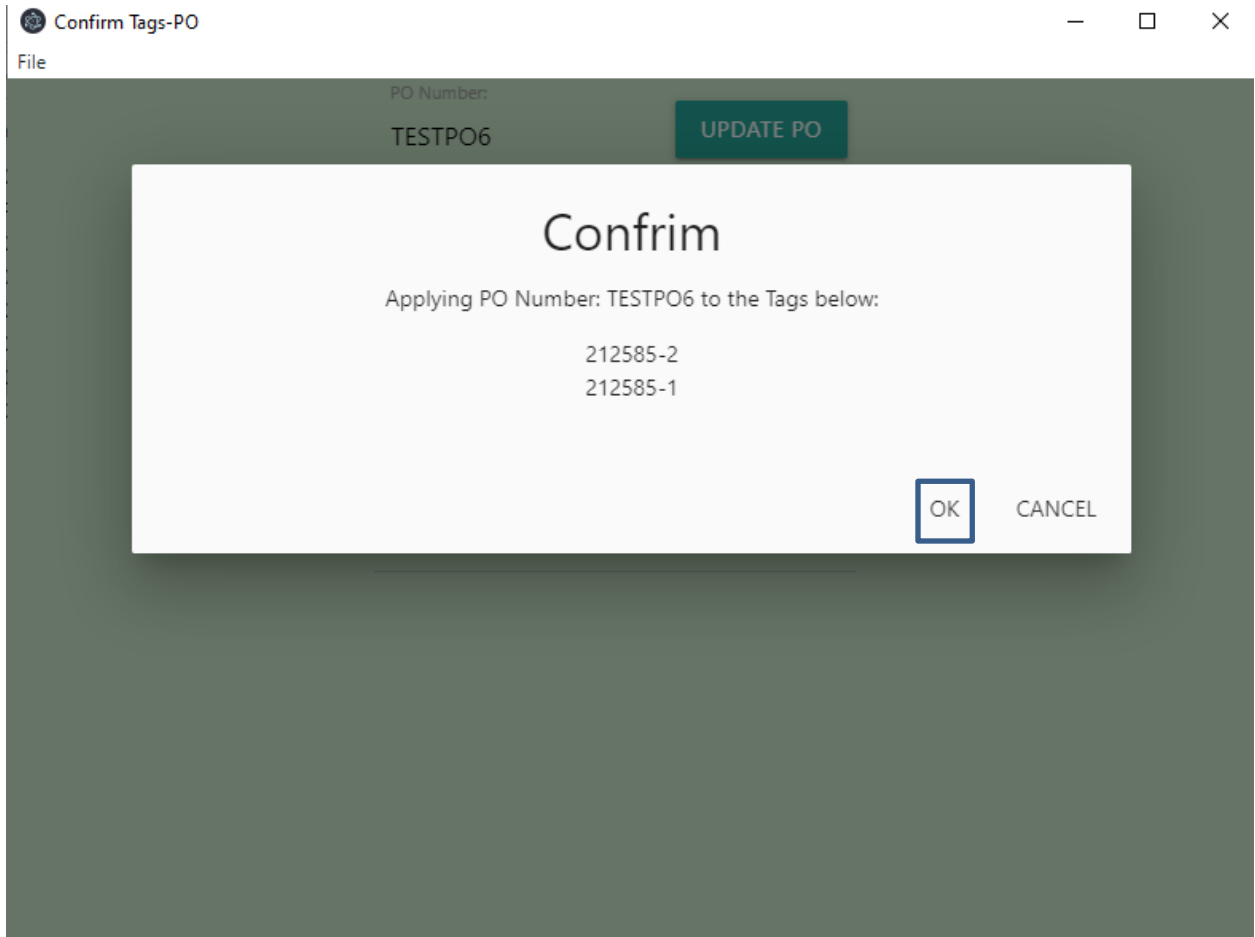 Confirm Tags-PO
File
PO Number:
TESTPO6
UPDATE PO
Confrim
Applying PO Number: TESTPO6 to the Tags below:
212585-2
212585-1
OK CANCEL